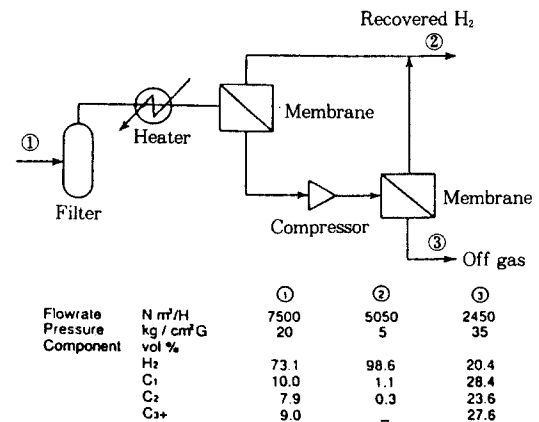 Recovered H₂
②
Membrane
①
Heater
Filter
Compressor
Membrane
③
Off gas
① ② ③
Flowrate N m³/H 7500 5050 2450
Pressure kg / cm²G 20 5 35
Component vol %
H₂ 73.1 98.6 20.4
C₁ 10.0 1.1 28.4
C₂ 7.9 0.3 23.6
C₃+ 9.0 – 27.6